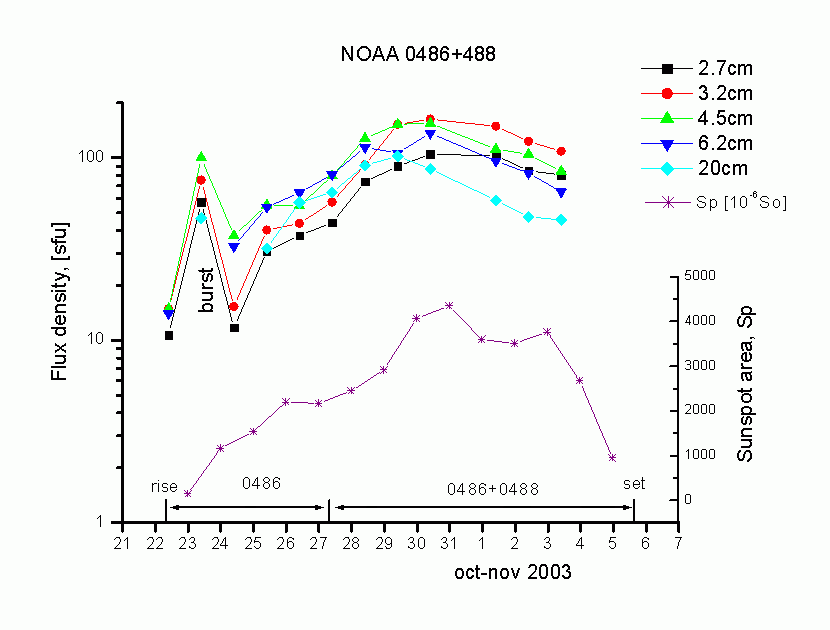 NOAA 0486+488
2.7cm
3.2cm
4.5cm
6.2cm
20cm
Sp [10⁻⁶So]
Flux density, [sfu]
100
10
1
burst
5000
4000
3000
2000
1000
0
Sunspot area, Sp
rise
0486
0486+0488
set
21 22 23 24 25 26 27 28 29 30 31 1 2 3 4 5 6 7
oct-nov 2003